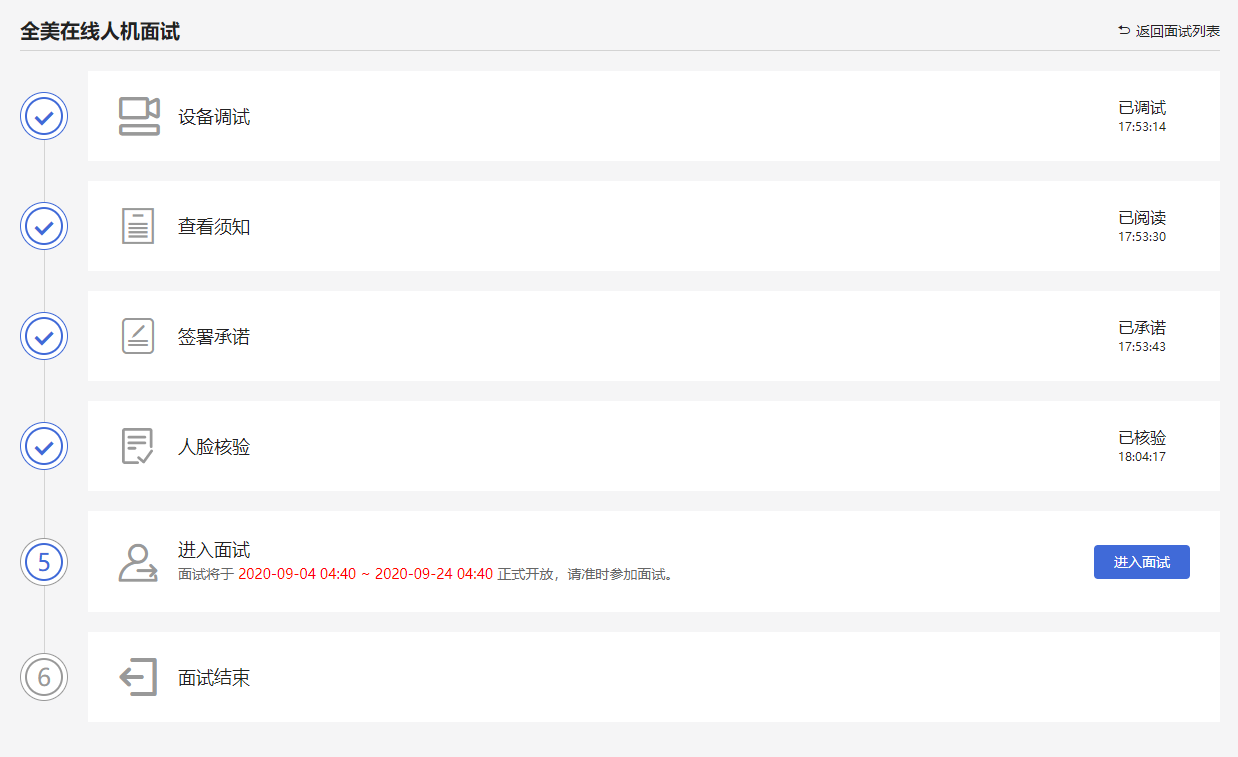 全美在线人机面试
返回面试列表
设备调试
已调试
17:53:14
查看须知
已阅读
17:53:30
签署承诺
已承诺
17:53:43
人脸核验
已核验
18:04:17
5
进入面试
面试将于 2020-09-04 04:40 ~ 2020-09-24 04:40 正式开放，请准时参加面试。
进入面试
6
面试结束